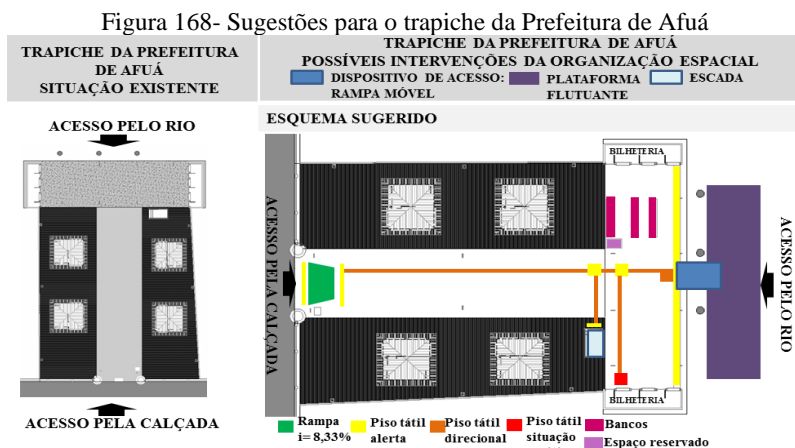 Figura 168- Sugestões para o trapiche da Prefeitura de Afuá
TRAPICHE DA PREFEITURA
DE AFUÁ
SITUAÇÃO EXISTENTE
ACESSO PELO RIO
ACESSO PELA CALÇADA
TRAPICHE DA PREFEITURA DE AFUÁ
POSSÍVEIS INTERVENÇÕES DA ORGANIZAÇÃO ESPACIAL
DISPOSITIVO DE ACESSO:
RAMPA MÓVEL
PLATAFORMA
FLUTUANTE
ESCADA
ESQUEMA SUGERIDO
BILHETERIA
ACESSO PELA CALÇADA
ACESSO PELO RIO
BILHETERIA
Rampa
i= 8,33%
Piso tátil
alerta
Piso tátil
direcional
Piso tátil
situação
Bancos
Espaço reservado